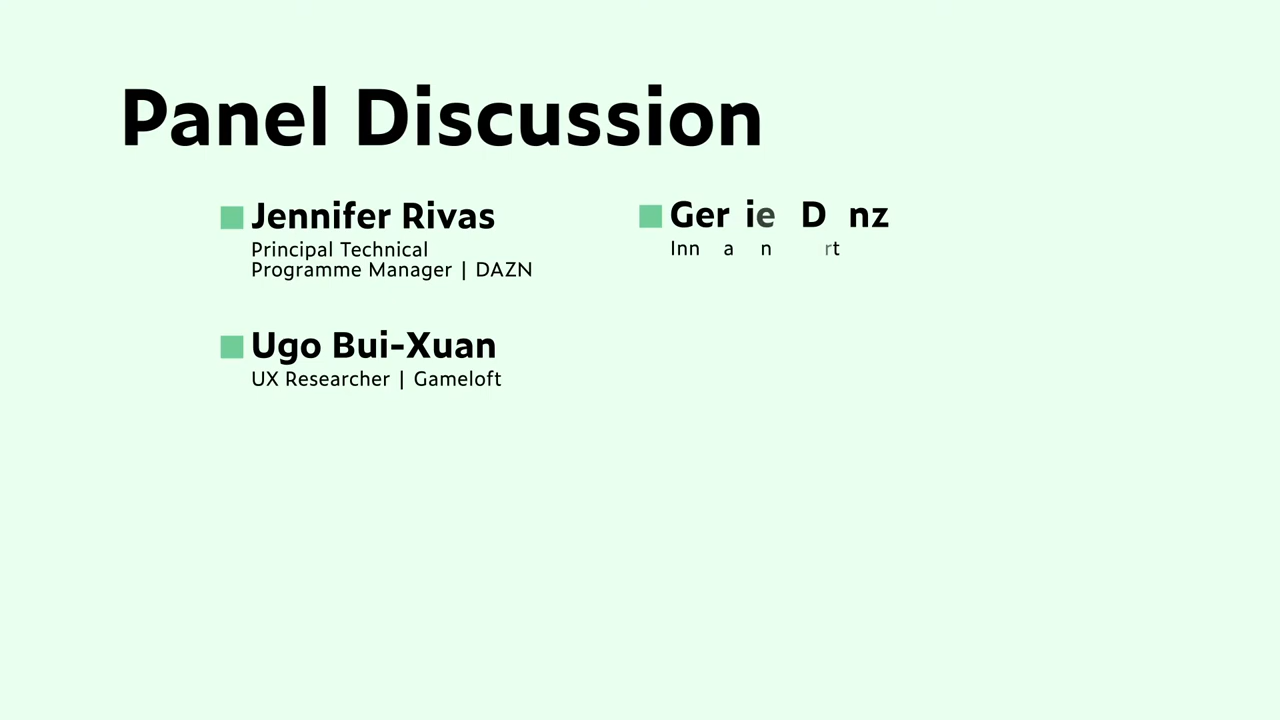 Panel Discussion
Jennifer Rivas
Principal Technical
Programme Manager | DAZN
Ugo Bui-Xuan
UX Researcher | Gameloft